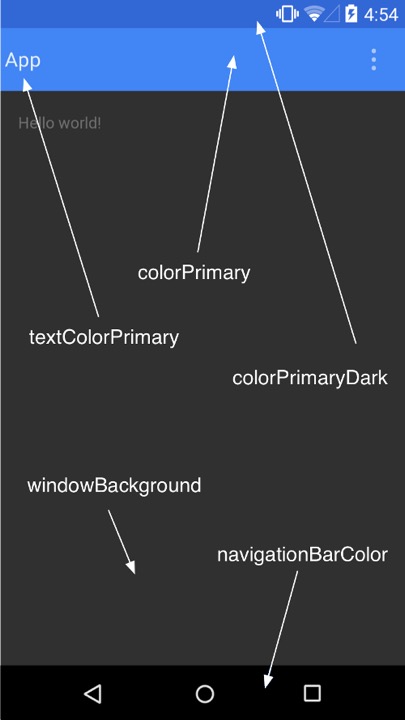 4:54
App
Hello world!
colorPrimary
textColorPrimary
colorPrimaryDark
windowBackground
navigationBarColor